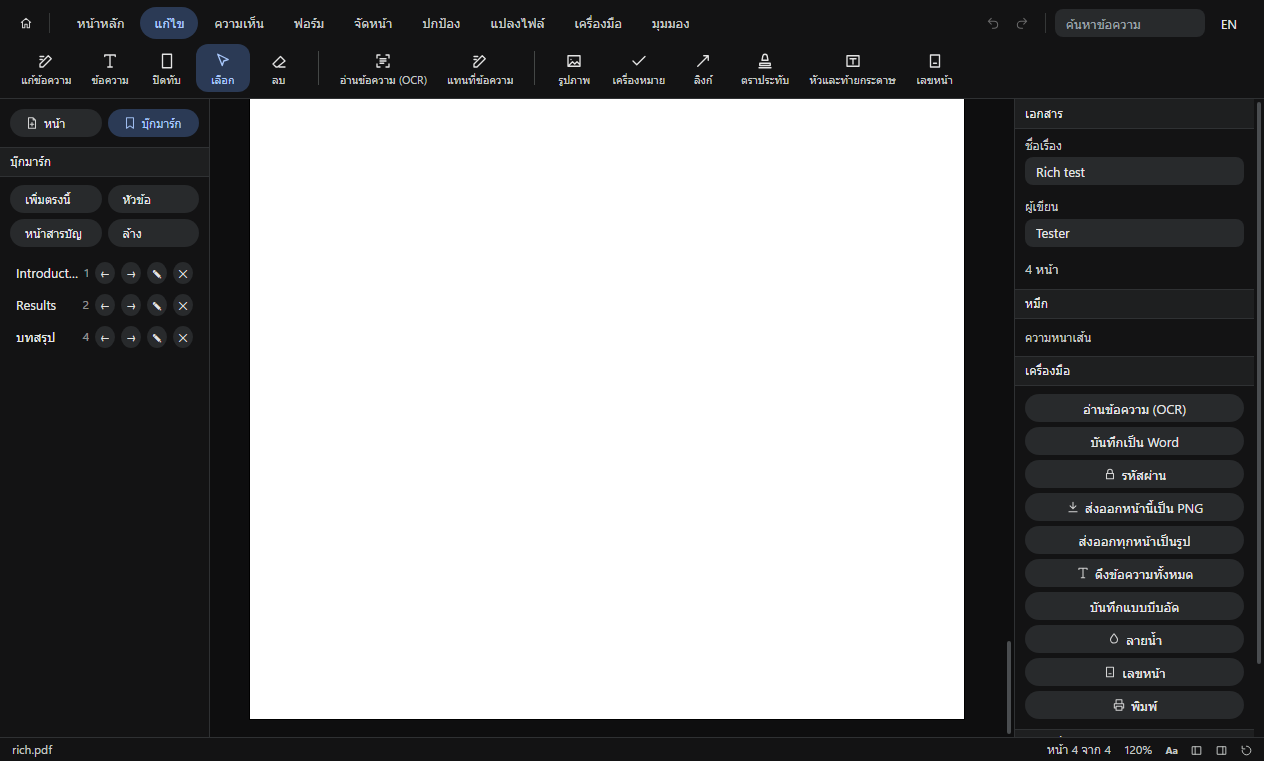 หน้าหลัก แก้ไข ความเห็น ฟอร์ม จัดหน้า ปกป้อง แปลงไฟล์ เครื่องมือ มุมมอง ค้นหาข้อความ EN
แก้ข้อความ ข้อความ ปิดทับ เลือก ลบ อ่านข้อความ (OCR) แทนที่ข้อความ รูปภาพ เครื่องหมาย ลิงก์ ตราประทับ หัวและท้ายกระดาษ เลขหน้า
หน้า บุ๊กมาร์ก
บุ๊กมาร์ก
เพิ่มตรงนี้ หัวข้อ
หน้าสารบัญ ล้าง
Introduct... 1
Results 2
บทสรุป 4
เอกสาร
ชื่อเรื่อง
Rich test
ผู้เขียน
Tester
4 หน้า
หมึก
ความหนาเส้น
เครื่องมือ
อ่านข้อความ (OCR)
บันทึกเป็น Word
รหัสผ่าน
ส่งออกหน้านี้เป็น PNG
ส่งออกทุกหน้าเป็นรูป
ดึงข้อความทั้งหมด
บันทึกแบบบีบอัด
ลายน้ำ
เลขหน้า
พิมพ์
rich.pdf หน้า 4 จาก 4 120% Aa